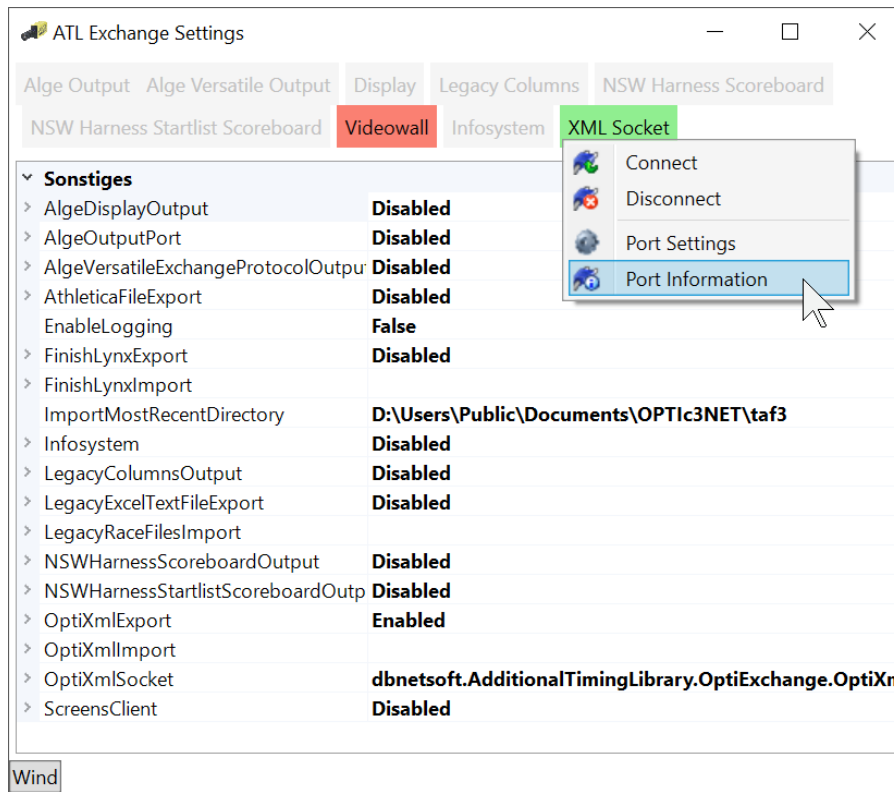 ATL Exchange Settings
Alge Output Alge Versatile Output Display Legacy Columns NSW Harness Scoreboard
NSW Harness Startlist Scoreboard Videowall Infosystem XML Socket
Connect
Disconnect
Port Settings
Port Information
Sonstiges
AlgeDisplayOutput Disabled
AlgeOutputPort Disabled
AlgeVersatileExchangeProtocolOutput Disabled
AthleticaFileExport Disabled
EnableLogging False
FinishLynxExport Disabled
FinishLynxImport
ImportMostRecentDirectory D:\Users\Public\Documents\OPTIc3NET\taf3
Infosystem Disabled
LegacyColumnsOutput Disabled
LegacyExcelTextFileExport Disabled
LegacyRaceFilesImport
NSWHarnessScoreboardOutput Disabled
NSWHarnessStartlistScoreboardOutp Disabled
OptiXmlExport Enabled
OptiXmlImport
OptiXmlSocket dbnetsoft.AdditionalTimingLibrary.OptiExchange.OptiXm
ScreensClient Disabled
Wind